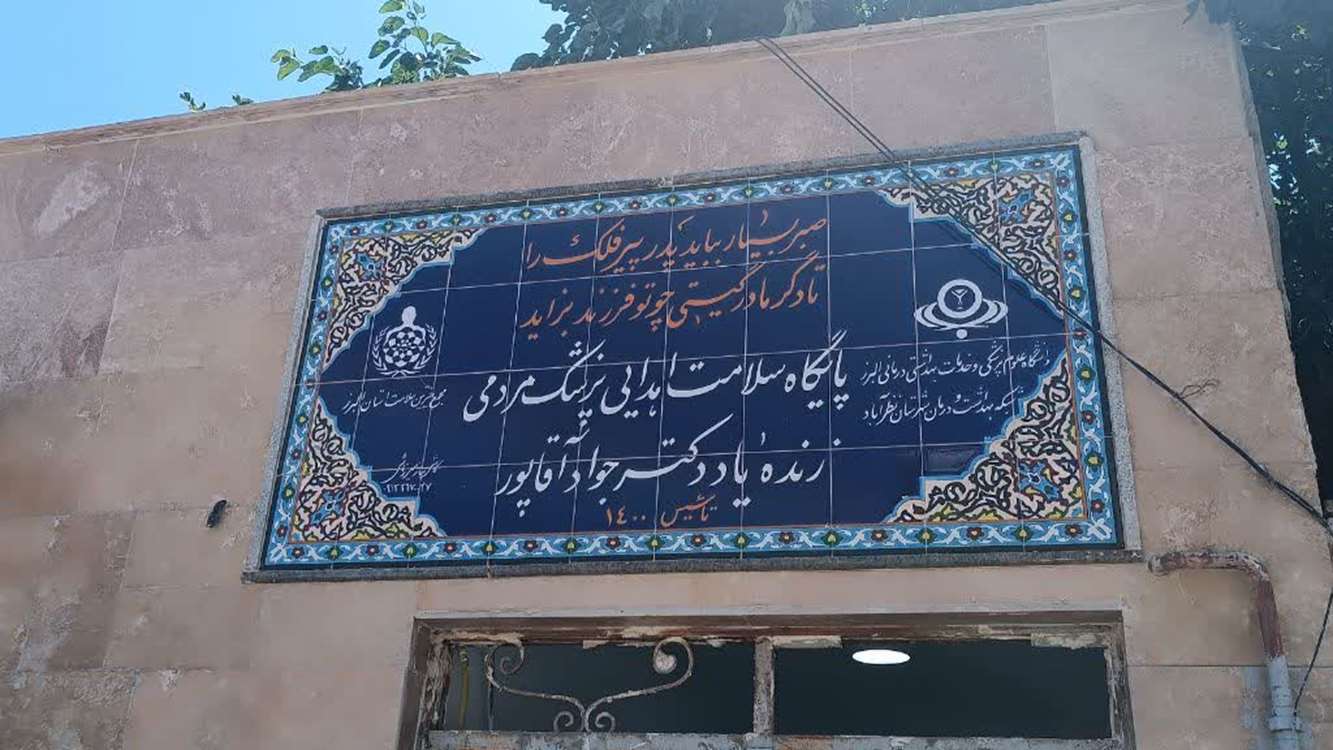 صبر بسیار بباید پدر پیر فلک را
تا دگر مادر گیتی چو تو فرزند بزاید
پایگاه سلامت اهدایی پزشک مردمی
زنده یاد دکتر جواد آقاپور
تأسیس ۱۴۰۰
دانشگاه علوم پزشکی و خدمات بهداشتی درمانی البرز
شبکه بهداشت و درمان شهرستان نظرآباد
مجمع خیرین سلامت استان البرز